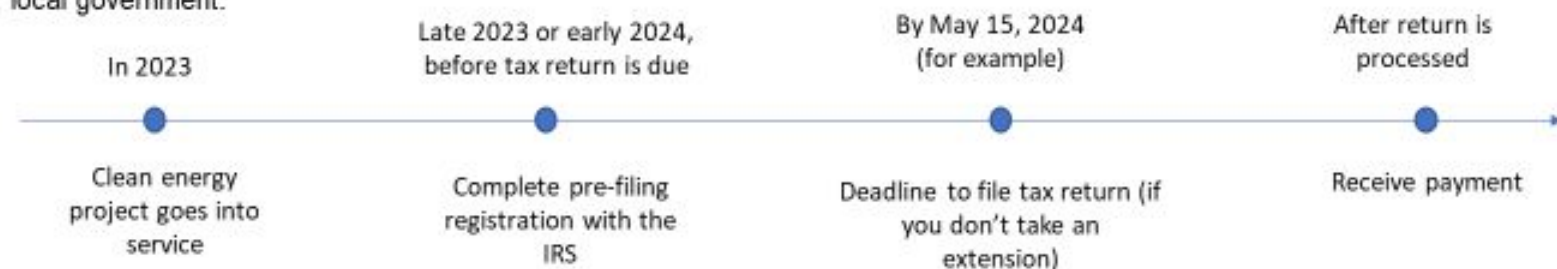 local government.
In 2023
Late 2023 or early 2024,
before tax return is due
By May 15, 2024
(for example)
After return is
processed
Clean energy
project goes into
service
Complete pre-filing
registration with the
IRS
Deadline to file tax return (if
you don't take an
extension)
Receive payment